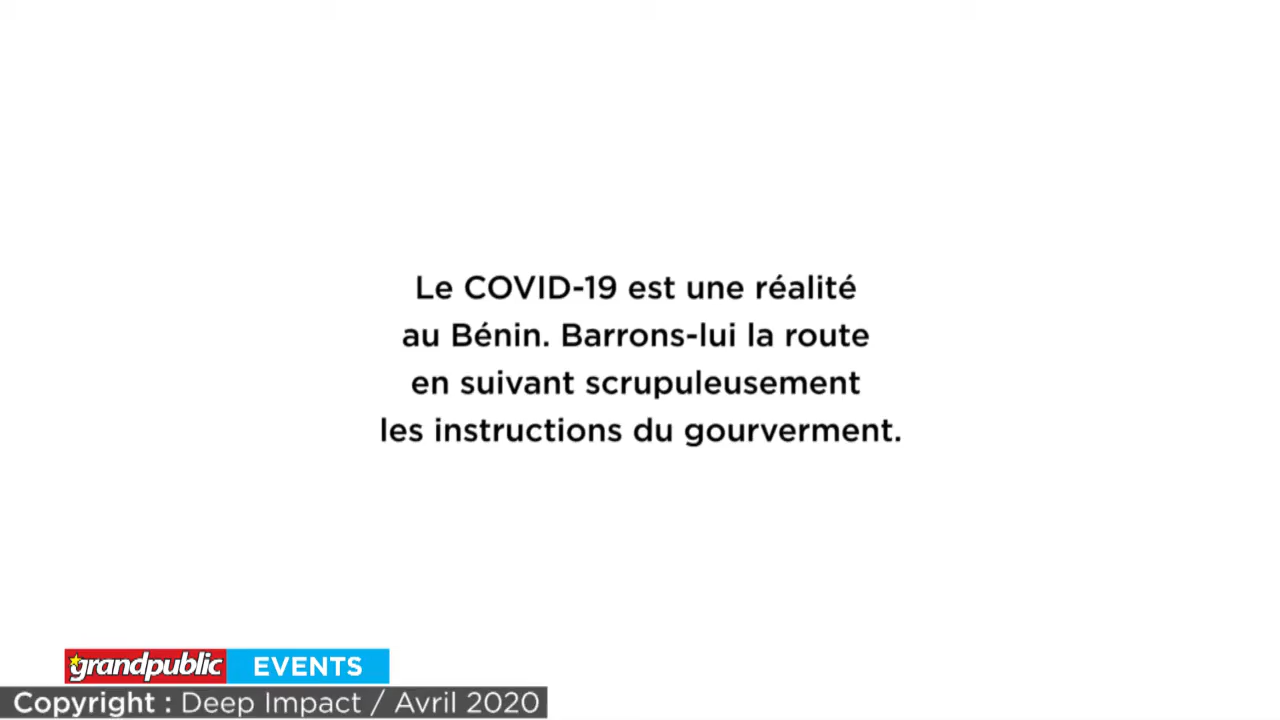 Le COVID-19 est une réalité
au Bénin. Barrons-lui la route
en suivant scrupuleusement
les instructions du gourverment.
grandpublic EVENTS
Copyright : Deep Impact / Avril 2020